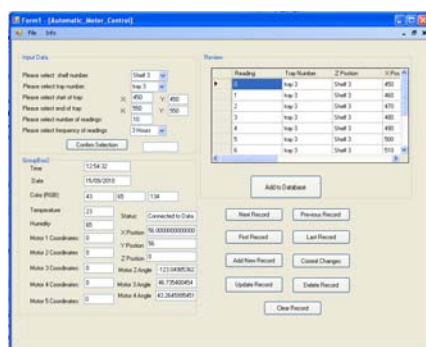 Form1 - [Automatic_Motor_Control]
File Info
Input Data
Please select shelf number Shelf 3
Please select tray number tray 3
Please select start of tray X: 450 Y: 450
Please select end of tray X: 550 Y: 550
Please select number of readings 10
Please select frequency of readings 3 Hours
Confirm Selection
GroupBox2
Time 12:54:32
Date 15/09/2010
Color (RGB) 43 65 134
Temperature 23 Status: Connected to Data
Humidity 65 X Position 56.0000000000000
Motor 1 Coordinates: 0 Y Position 56
Motor 2 Coordinates: 0 Z Position 0
Motor 3 Coordinates: 0 Motor 2 Angle
Motor 4 Coordinates: 0 Motor 3 Angle 46.735400454
Motor 5 Coordinates: 0 Motor 4 Angle 43.2645995451
Review
Reading Tray Number Z Position X Pos
0 tray 3 Shelf 3 450
1 tray 3 Shelf 3 460
2 tray 3 Shelf 3 470
3 tray 3 Shelf 3 480
4 tray 3 Shelf 3 490
5 tray 3 Shelf 3 500
6 tray 3 Shelf 3 510
Add to Database
Next Record Previous Record
First Record Last Record
Add New Record Commit Changes
Update Record Delete Record
Clear Record